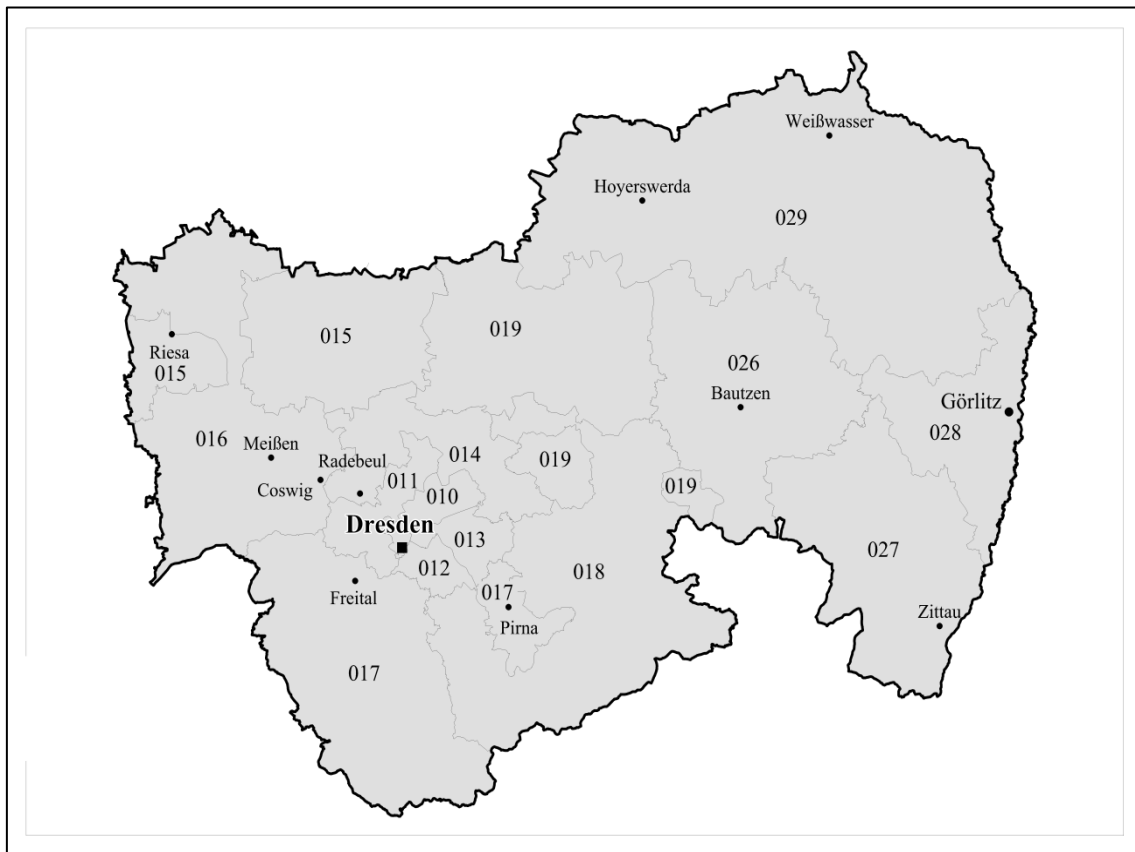 Weißwasser
Hoyerswerda
029
015
019
Riesa
015
026
Bautzen
Görlitz
028
016
Meißen
Radebeul
014
019
Coswig
011
010
019
Dresden
013
012
027
018
017
Freital
Pirna
Zittau
017